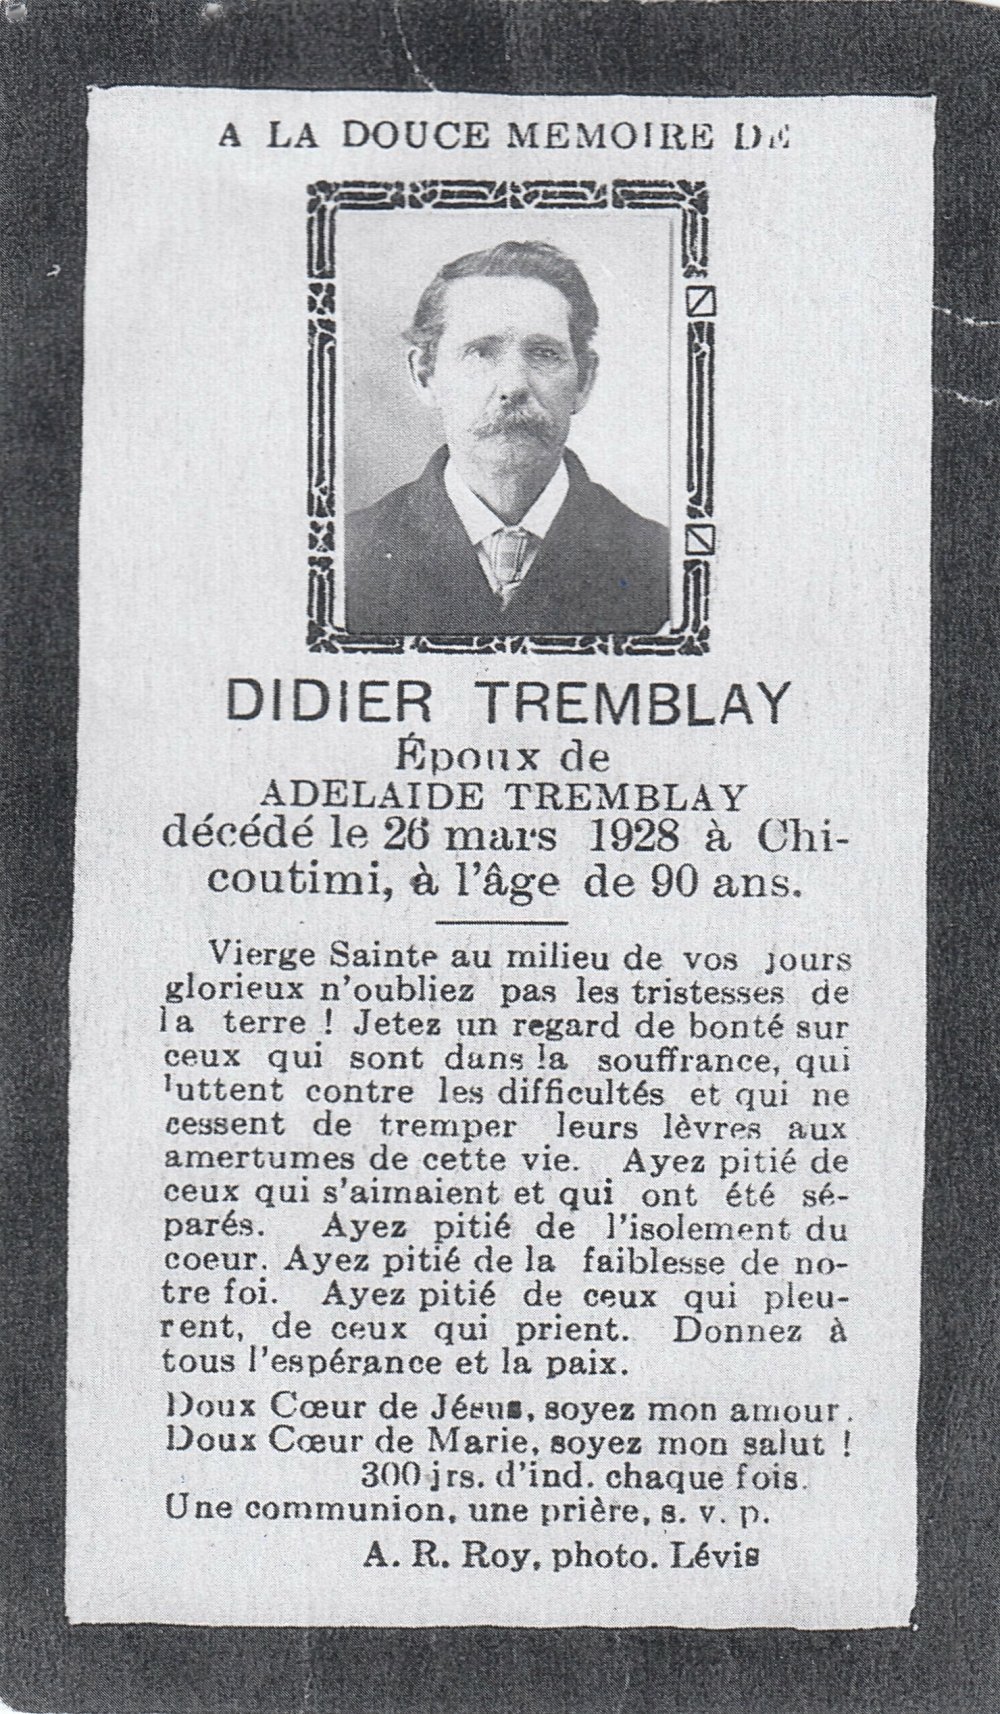 A LA DOUCE MEMOIRE DE
DIDIER TREMBLAY
Époux de
ADELAIDE TREMBLAY
décédé le 26 mars 1928 à Chi-
coutimi, à l'âge de 90 ans.
Vierge Sainte au milieu de vos jours
glorieux n'oubliez pas les tristesses de
la terre ! Jetez un regard de bonté sur
ceux qui sont dans la souffrance, qui
luttent contre les difficultés et qui ne
cessent de tremper leurs lèvres aux
amertumes de cette vie. Ayez pitié de
ceux qui s'aimaient et qui ont été sé-
parés. Ayez pitié de l'isolement du
coeur. Ayez pitié de la faiblesse de no-
tre foi. Ayez pitié de ceux qui pleu-
rent, de ceux qui prient. Donnez à
tous l'espérance et la paix.
Doux Cœur de Jésus, soyez mon amour.
Doux Cœur de Marie, soyez mon salut !
300 jrs. d'ind. chaque fois.
Une communion, une prière, s. v. p.
A. R. Roy, photo. Lévis